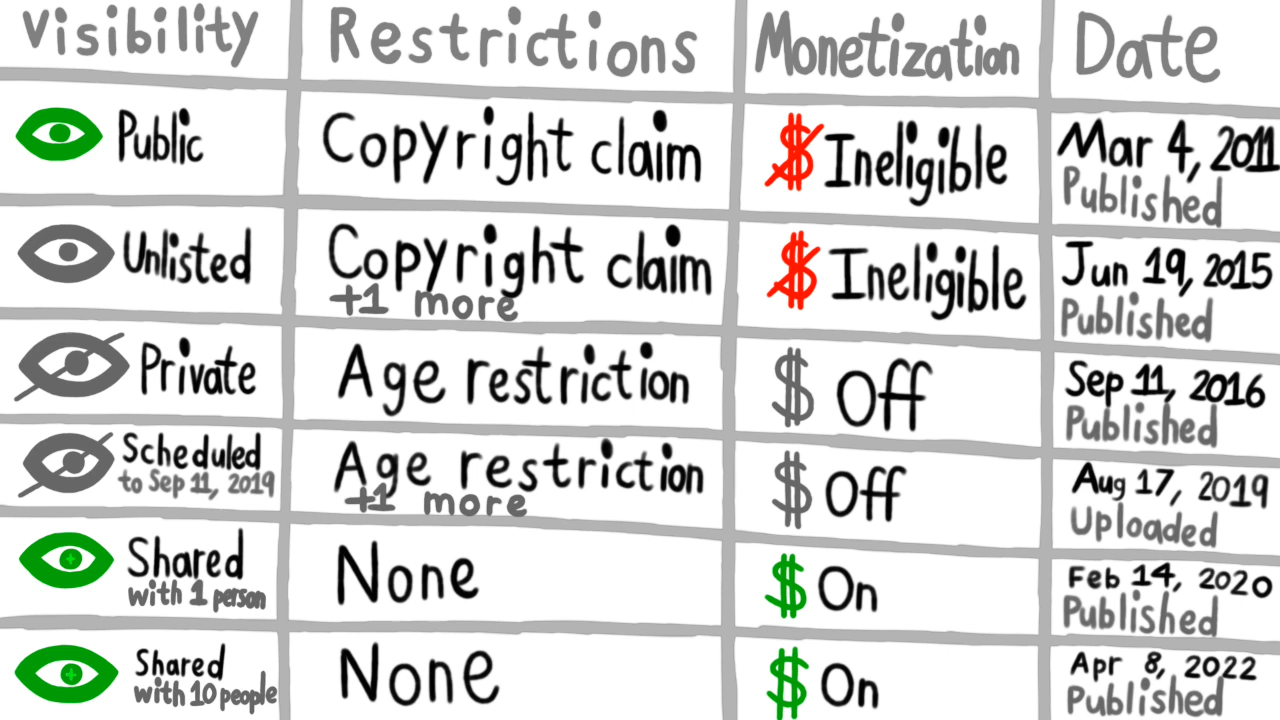 Visibility Restrictions Monetization Date
Public Copyright claim $ Ineligible Mar 4, 2011
Published
Unlisted Copyright claim $ Ineligible Jun 19, 2015
+1 more Published
Private Age restriction $ Off Sep 11, 2016
Published
Scheduled Age restriction $ Off Aug 17, 2019
to Sep 11, 2019 +1 more Uploaded
Shared None $ On Feb 14, 2020
with 1 person Published
Shared None $ On Apr 8, 2022
with 10 people Published